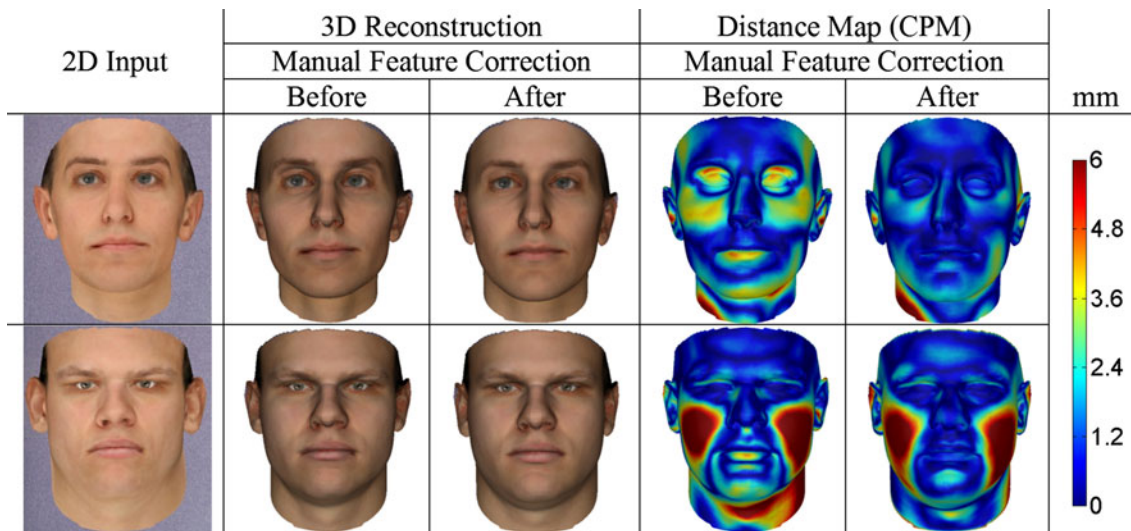 3D Reconstruction Distance Map (CPM)
2D Input Manual Feature Correction Manual Feature Correction
Before After Before After mm
6
4.8
3.6
2.4
1.2
0